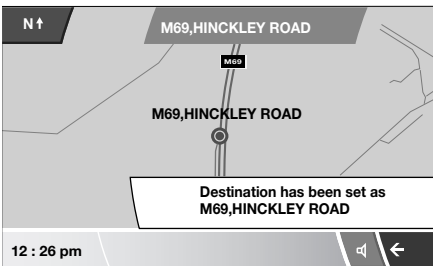 N
M69,HINCKLEY ROAD
M69
M69,HINCKLEY ROAD
Destination has been set as
M69,HINCKLEY ROAD
12 : 26 pm